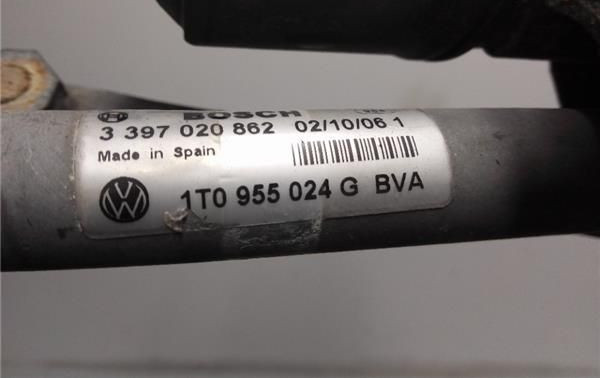 BOSCH
3 397 020 862 02/10/06 1
Made in Spain
1T0 955 024 G BVA